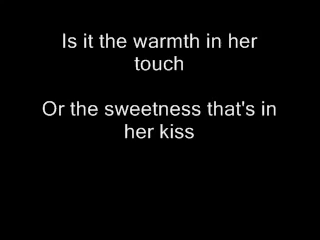 Is it the warmth in her
touch
Or the sweetness that's in
her kiss